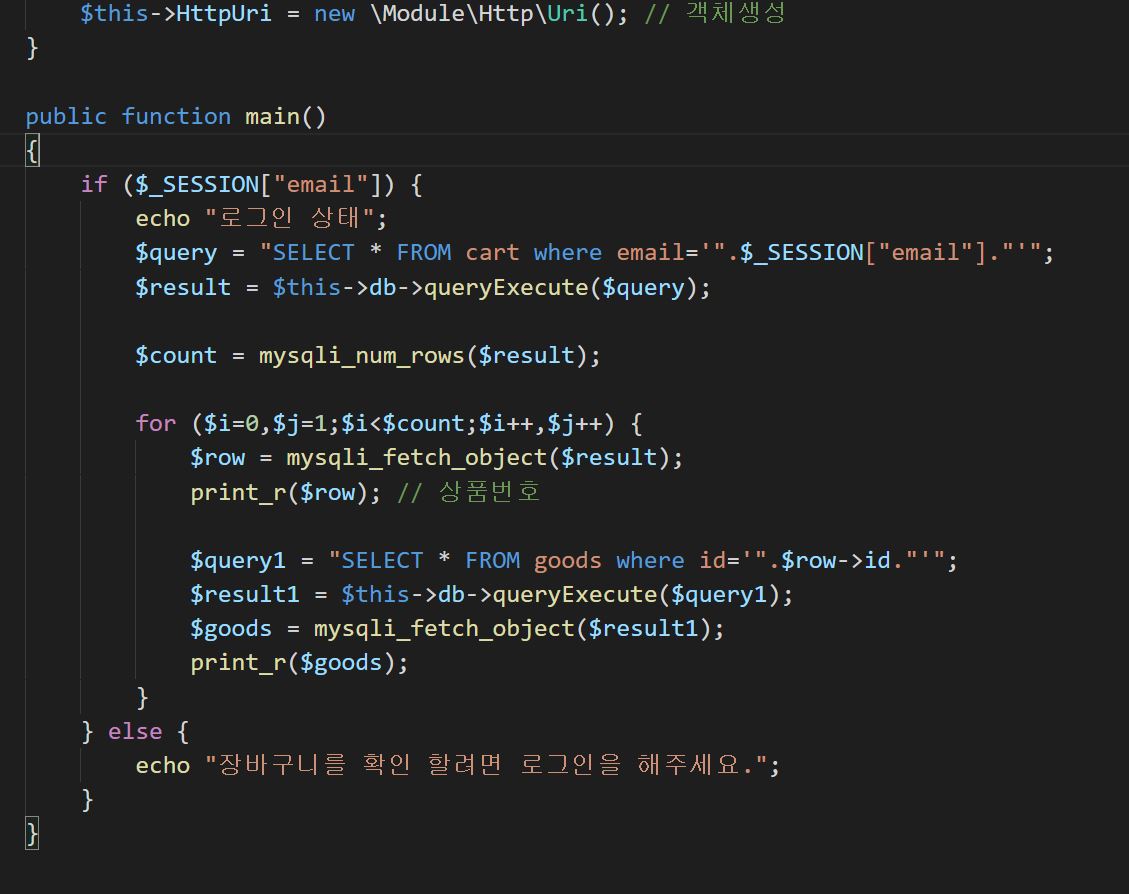 $this->HttpUri = new \Module\Http\Uri(); // 객체생성
}
public function main()
{
if ($_SESSION["email"]) {
echo "로그인 상태";
$query = "SELECT * FROM cart where email='".$_SESSION["email"]."'";
$result = $this->db->queryExecute($query);
$count = mysqli_num_rows($result);
for ($i=0,$j=1;$i<$count;$i++,$j++) {
$row = mysqli_fetch_object($result);
print_r($row); // 상품번호
$query1 = "SELECT * FROM goods where id='".$row->id."'";
$result1 = $this->db->queryExecute($query1);
$goods = mysqli_fetch_object($result1);
print_r($goods);
}
} else {
echo "장바구니를 확인 할려면 로그인을 해주세요.";
}
}